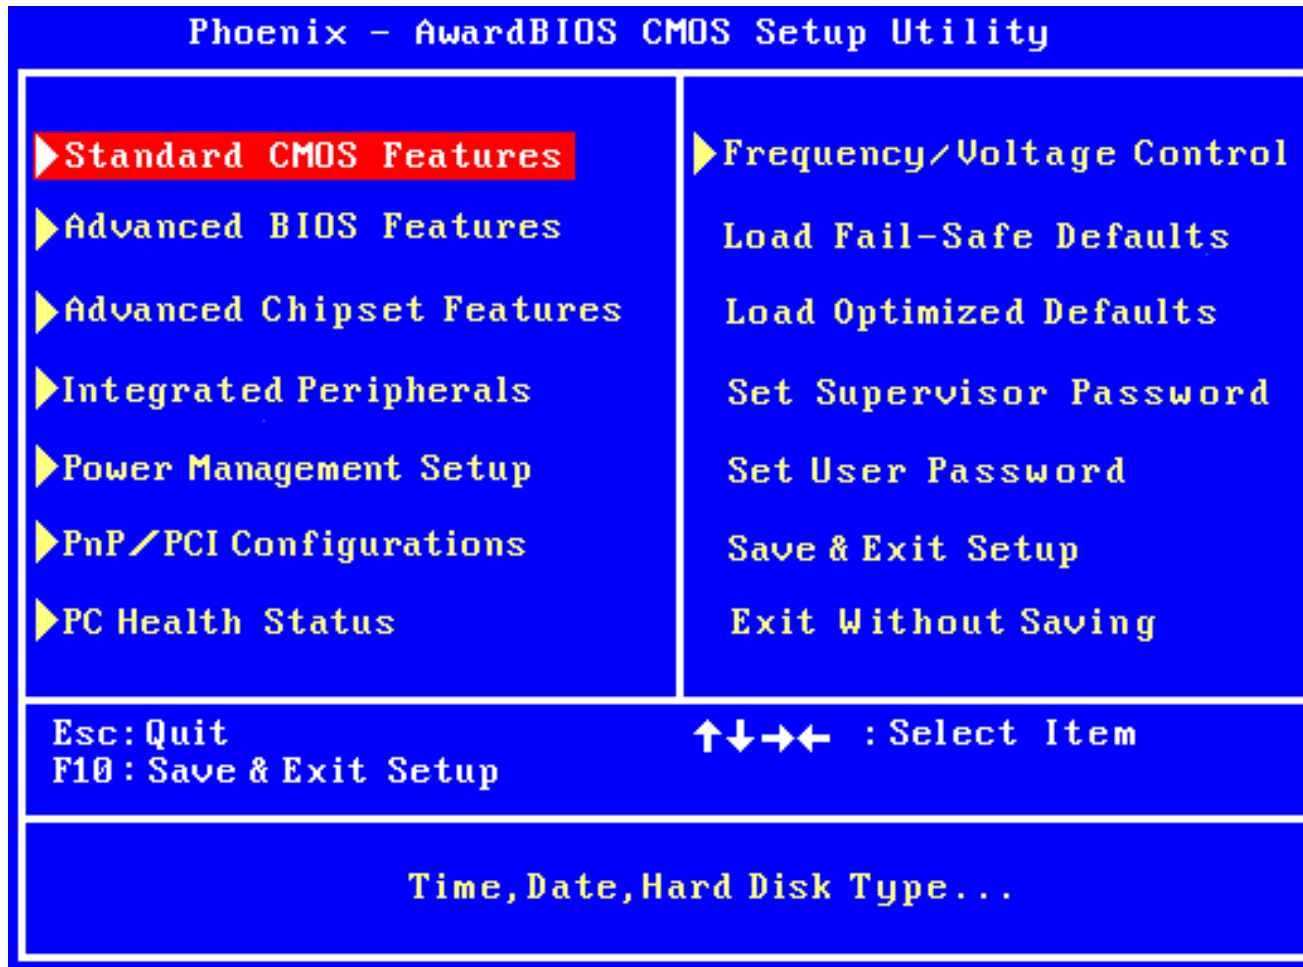 Phoenix - AwardBIOS CMOS Setup Utility
Standard CMOS Features
Advanced BIOS Features
Advanced Chipset Features
Integrated Peripherals
Power Management Setup
PnP/PCI Configurations
PC Health Status
Frequency/Voltage Control
Load Fail-Safe Defaults
Load Optimized Defaults
Set Supervisor Password
Set User Password
Save & Exit Setup
Exit Without Saving
Esc:Quit
F10:Save & Exit Setup
↑↓→← :Select Item
Time,Date,Hard Disk Type...